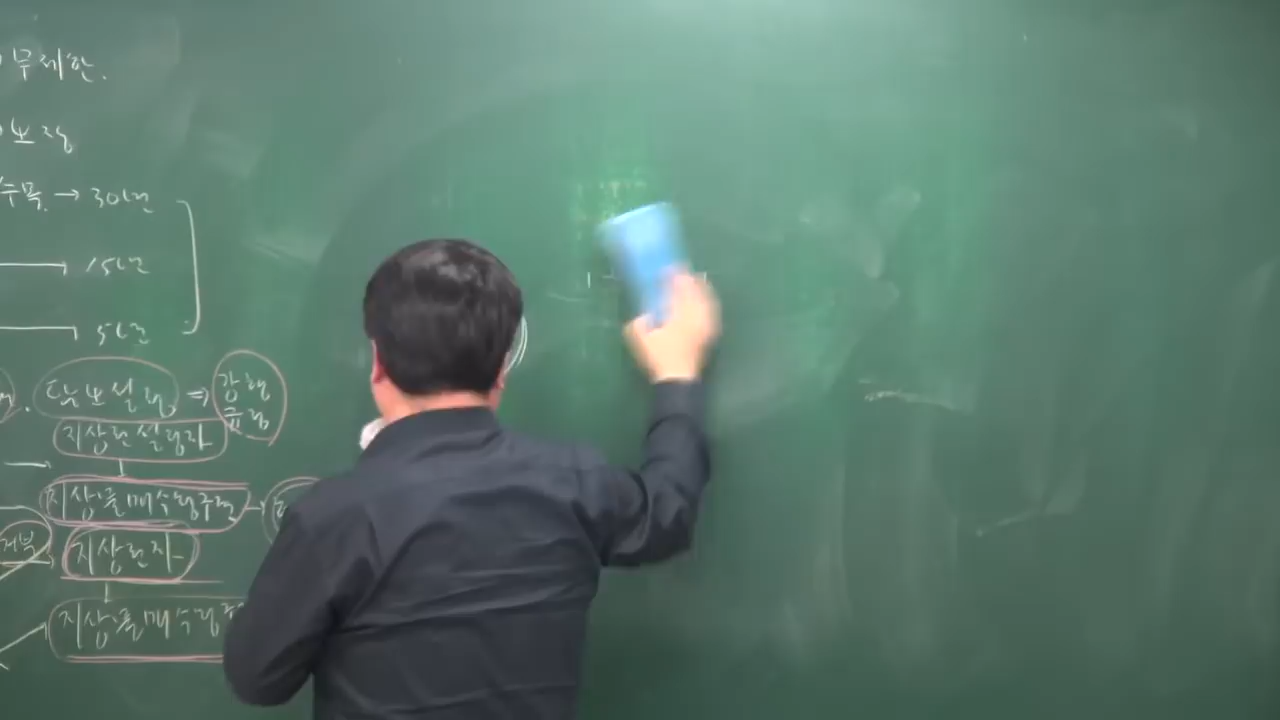 무제한.
보장
수목 → 30년
15년
5년
담보설정 ⇒ 강행규정
지상권설정자
지상물매수청구권 →
지상권자
지상물매수청구